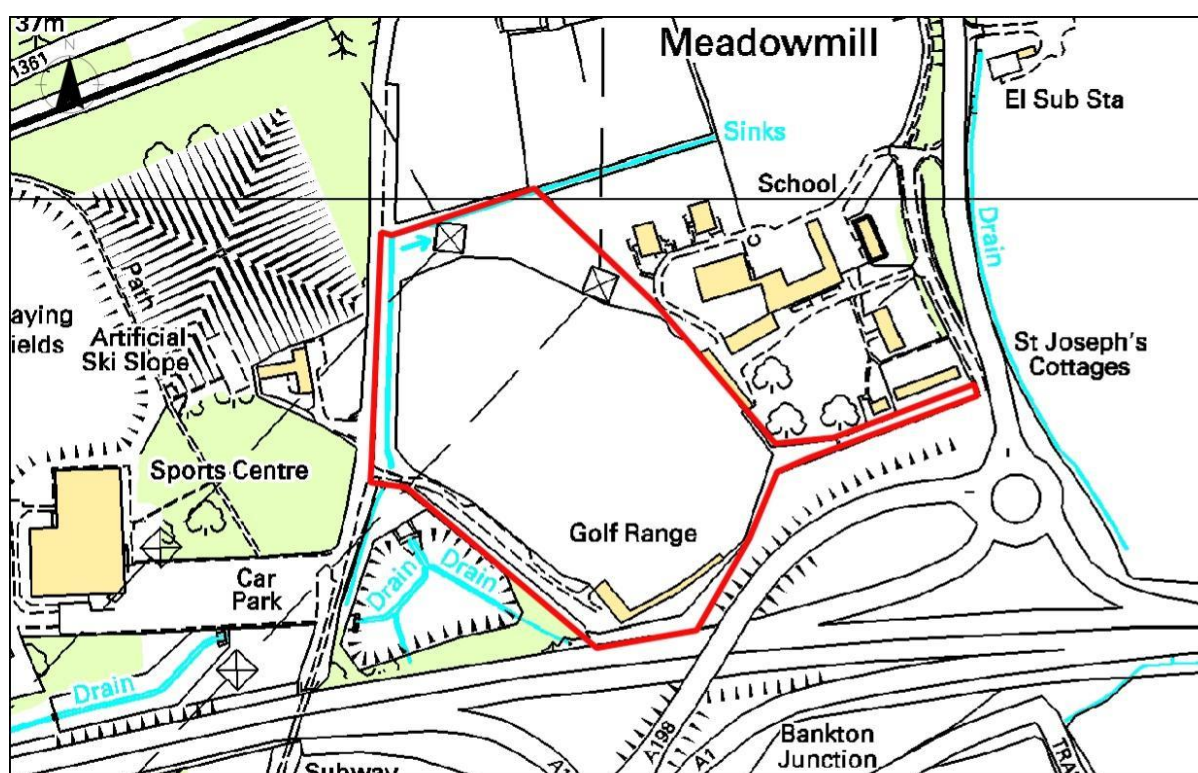 37m
N
1361
Meadowmill
El Sub Sta
Sinks
School
Drain
Path
aying
ields
Artificial
Ski Slope
St Joseph's
Cottages
Sports Centre
Golf Range
Car
Park
Drain
Drain
Drain
A198
A1
Bankton
Junction
Subway
TRA